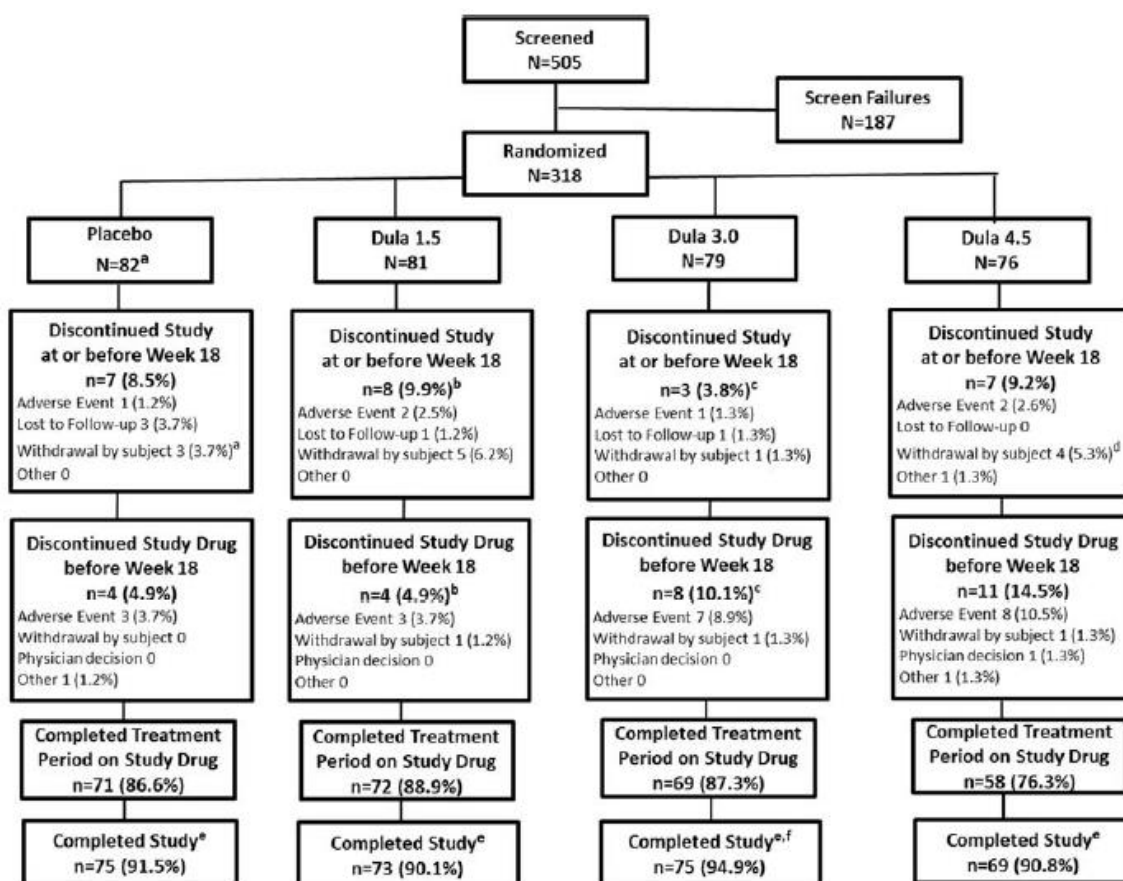 Screened
N=505
Screen Failures
N=187
Randomized
N=318
Placebo
N=82a
Dula 1.5
N=81
Dula 3.0
N=79
Dula 4.5
N=76
Discontinued Study
at or before Week 18
n=7 (8.5%)
Adverse Event 1 (1.2%)
Lost to Follow-up 3 (3.7%)
Withdrawal by subject 3 (3.7%)a
Other 0
Discontinued Study
at or before Week 18
n=8 (9.9%)b
Adverse Event 2 (2.5%)
Lost to Follow-up 1 (1.2%)
Withdrawal by subject 5 (6.2%)
Other 0
Discontinued Study
at or before Week 18
n=3 (3.8%)c
Adverse Event 1 (1.3%)
Lost to Follow-up 1 (1.3%)
Withdrawal by subject 1 (1.3%)
Other 0
Discontinued Study
at or before Week 18
n=7 (9.2%)
Adverse Event 2 (2.6%)
Lost to Follow-up 0
Withdrawal by subject 4 (5.3%)d
Other 1 (1.3%)
Discontinued Study Drug
before Week 18
n=4 (4.9%)
Adverse Event 3 (3.7%)
Withdrawal by subject 0
Physician decision 0
Other 1 (1.2%)
Discontinued Study Drug
before Week 18
n=4 (4.9%)b
Adverse Event 3 (3.7%)
Withdrawal by subject 1 (1.2%)
Physician decision 0
Other 0
Discontinued Study Drug
before Week 18
n=8 (10.1%)c
Adverse Event 7 (8.9%)
Withdrawal by subject 1 (1.3%)
Physician decision 0
Other 0
Discontinued Study Drug
before Week 18
n=11 (14.5%)
Adverse Event 8 (10.5%)
Withdrawal by subject 1 (1.3%)
Physician decision 1 (1.3%)
Other 1 (1.3%)
Completed Treatment
Period on Study Drug
n=71 (86.6%)
Completed Treatment
Period on Study Drug
n=72 (88.9%)
Completed Treatment
Period on Study Drug
n=69 (87.3%)
Completed Treatment
Period on Study Drug
n=58 (76.3%)
Completed Studye
n=75 (91.5%)
Completed Studye
n=73 (90.1%)
Completed Studye,f
n=75 (94.9%)
Completed Studye
n=69 (90.8%)